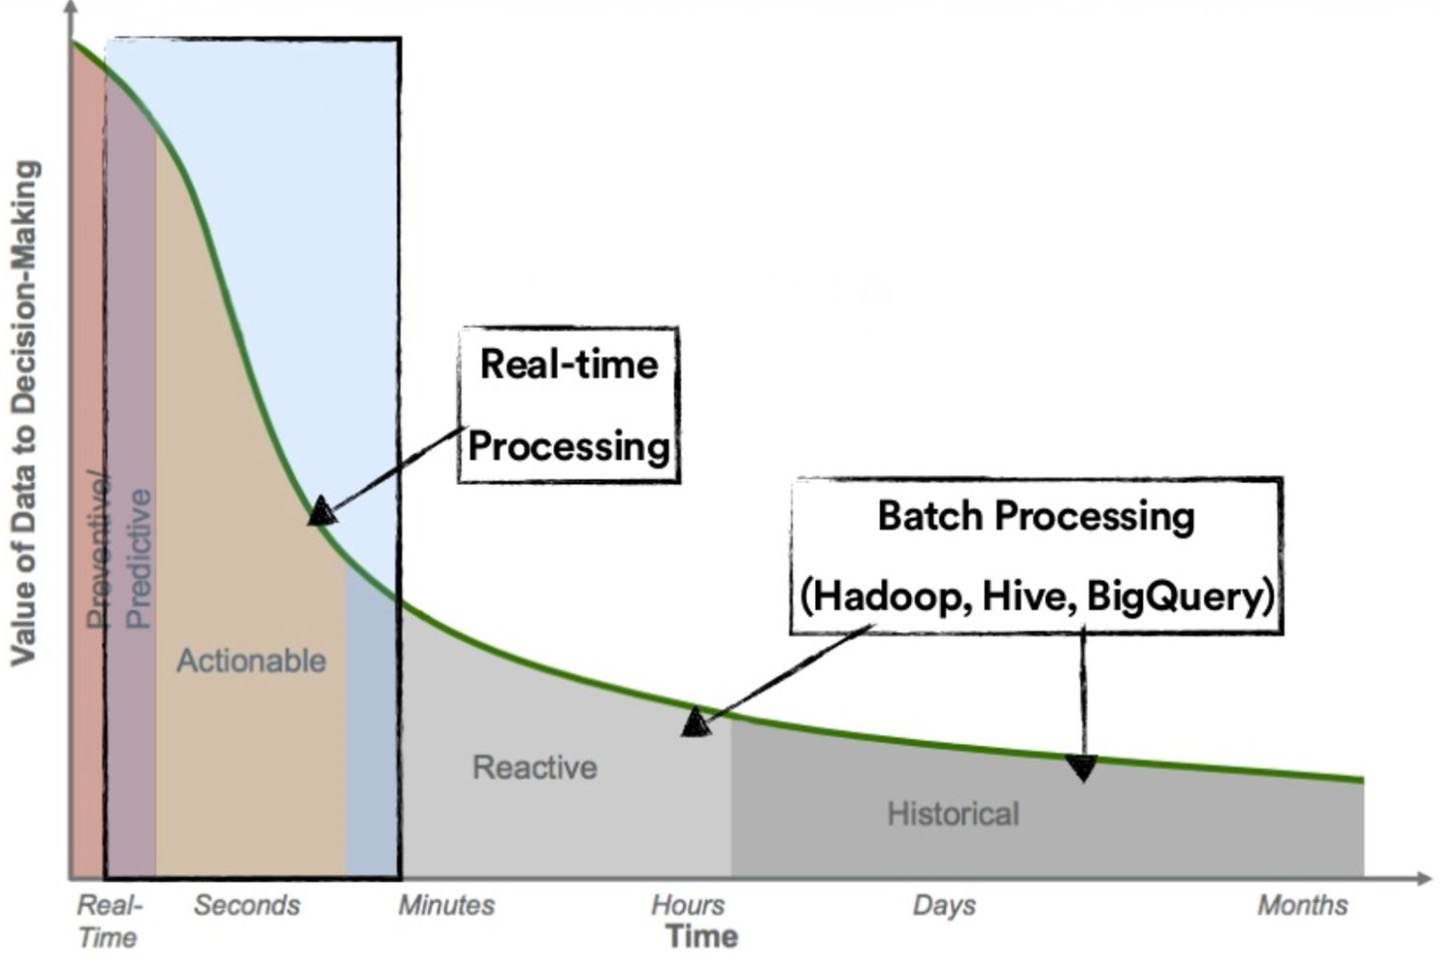 Value of Data to Decision-Making
Preventive/
Predictive
Actionable
Real-time
Processing
Batch Processing
(Hadoop, Hive, BigQuery)
Reactive
Historical
Real-
Time
Seconds
Minutes
Hours
Days
Months
Time